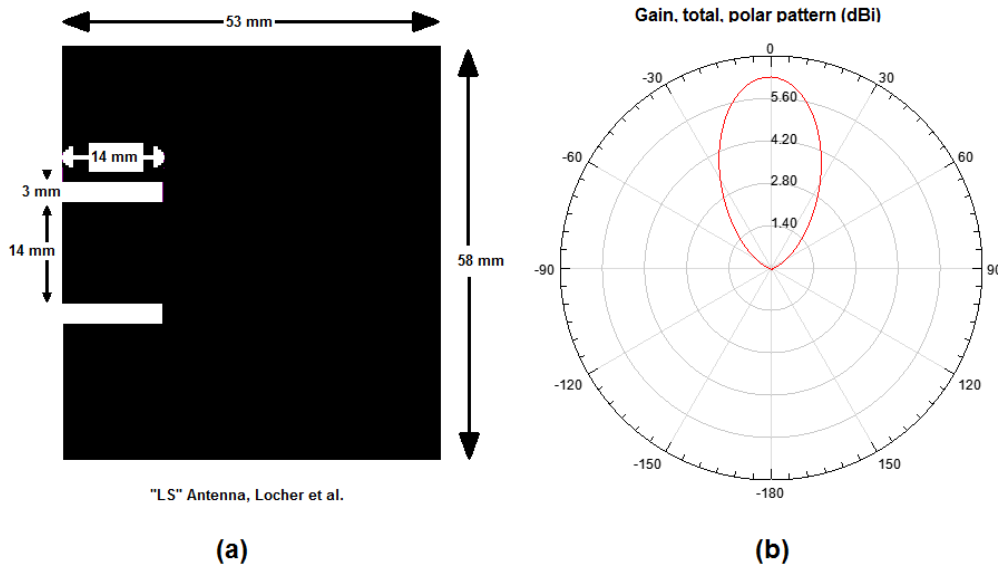 53 mm
14 mm
3 mm
14 mm
58 mm
"LS" Antenna, Locher et al.
(a)
Gain, total, polar pattern (dBi)
0
-30
30
5.60
-60
4.20
60
2.80
1.40
-90
90
-120
120
-150
150
-180
(b)